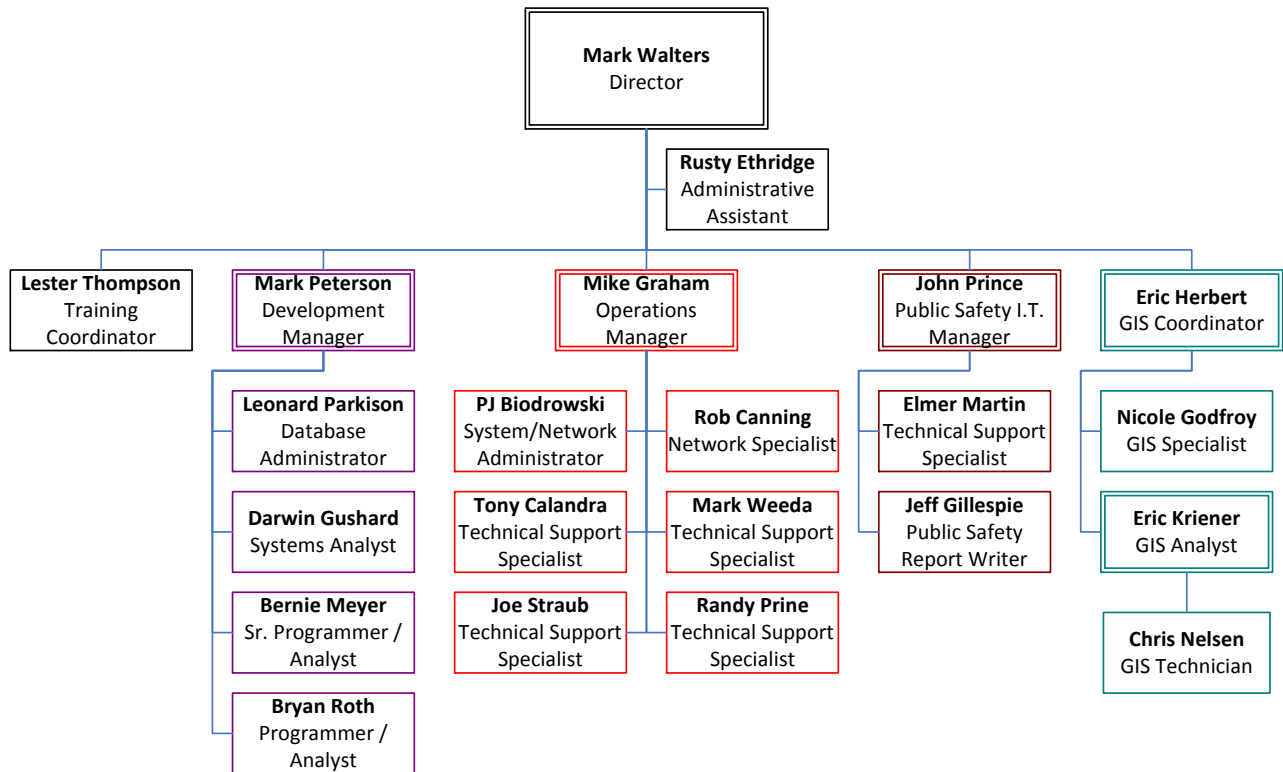 Mark Walters
Director
Rusty Ethridge
Administrative
Assistant
Lester Thompson
Training
Coordinator
Mark Peterson
Development
Manager
Mike Graham
Operations
Manager
John Prince
Public Safety I.T.
Manager
Eric Herbert
GIS Coordinator
Leonard Parkison
Database
Administrator
Darwin Gushard
Systems Analyst
Bernie Meyer
Sr. Programmer /
Analyst
Bryan Roth
Programmer /
Analyst
PJ Biodrowski
System/Network
Administrator
Rob Canning
Network Specialist
Tony Calandra
Technical Support
Specialist
Mark Weeda
Technical Support
Specialist
Joe Straub
Technical Support
Specialist
Randy Prine
Technical Support
Specialist
Elmer Martin
Technical Support
Specialist
Jeff Gillespie
Public Safety
Report Writer
Nicole Godfroy
GIS Specialist
Eric Kriener
GIS Analyst
Chris Nelsen
GIS Technician